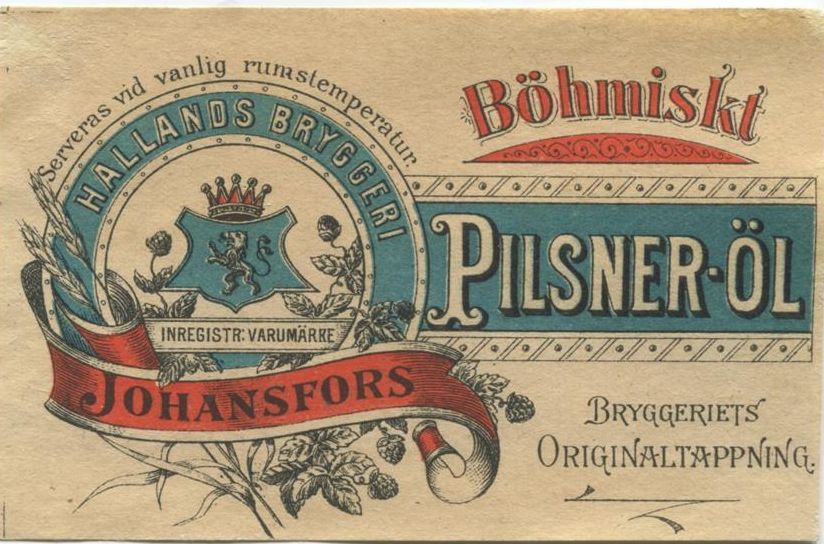 Serveras vid vanlig rumstemperatur.
HALLANDS BRYGGERI
INREGISTR: VARUMÄRKE
JOHANSFORS
Böhmiskt
PILSNER-ÖL
BRYGGERIETS
ORIGINALTAPPNING.